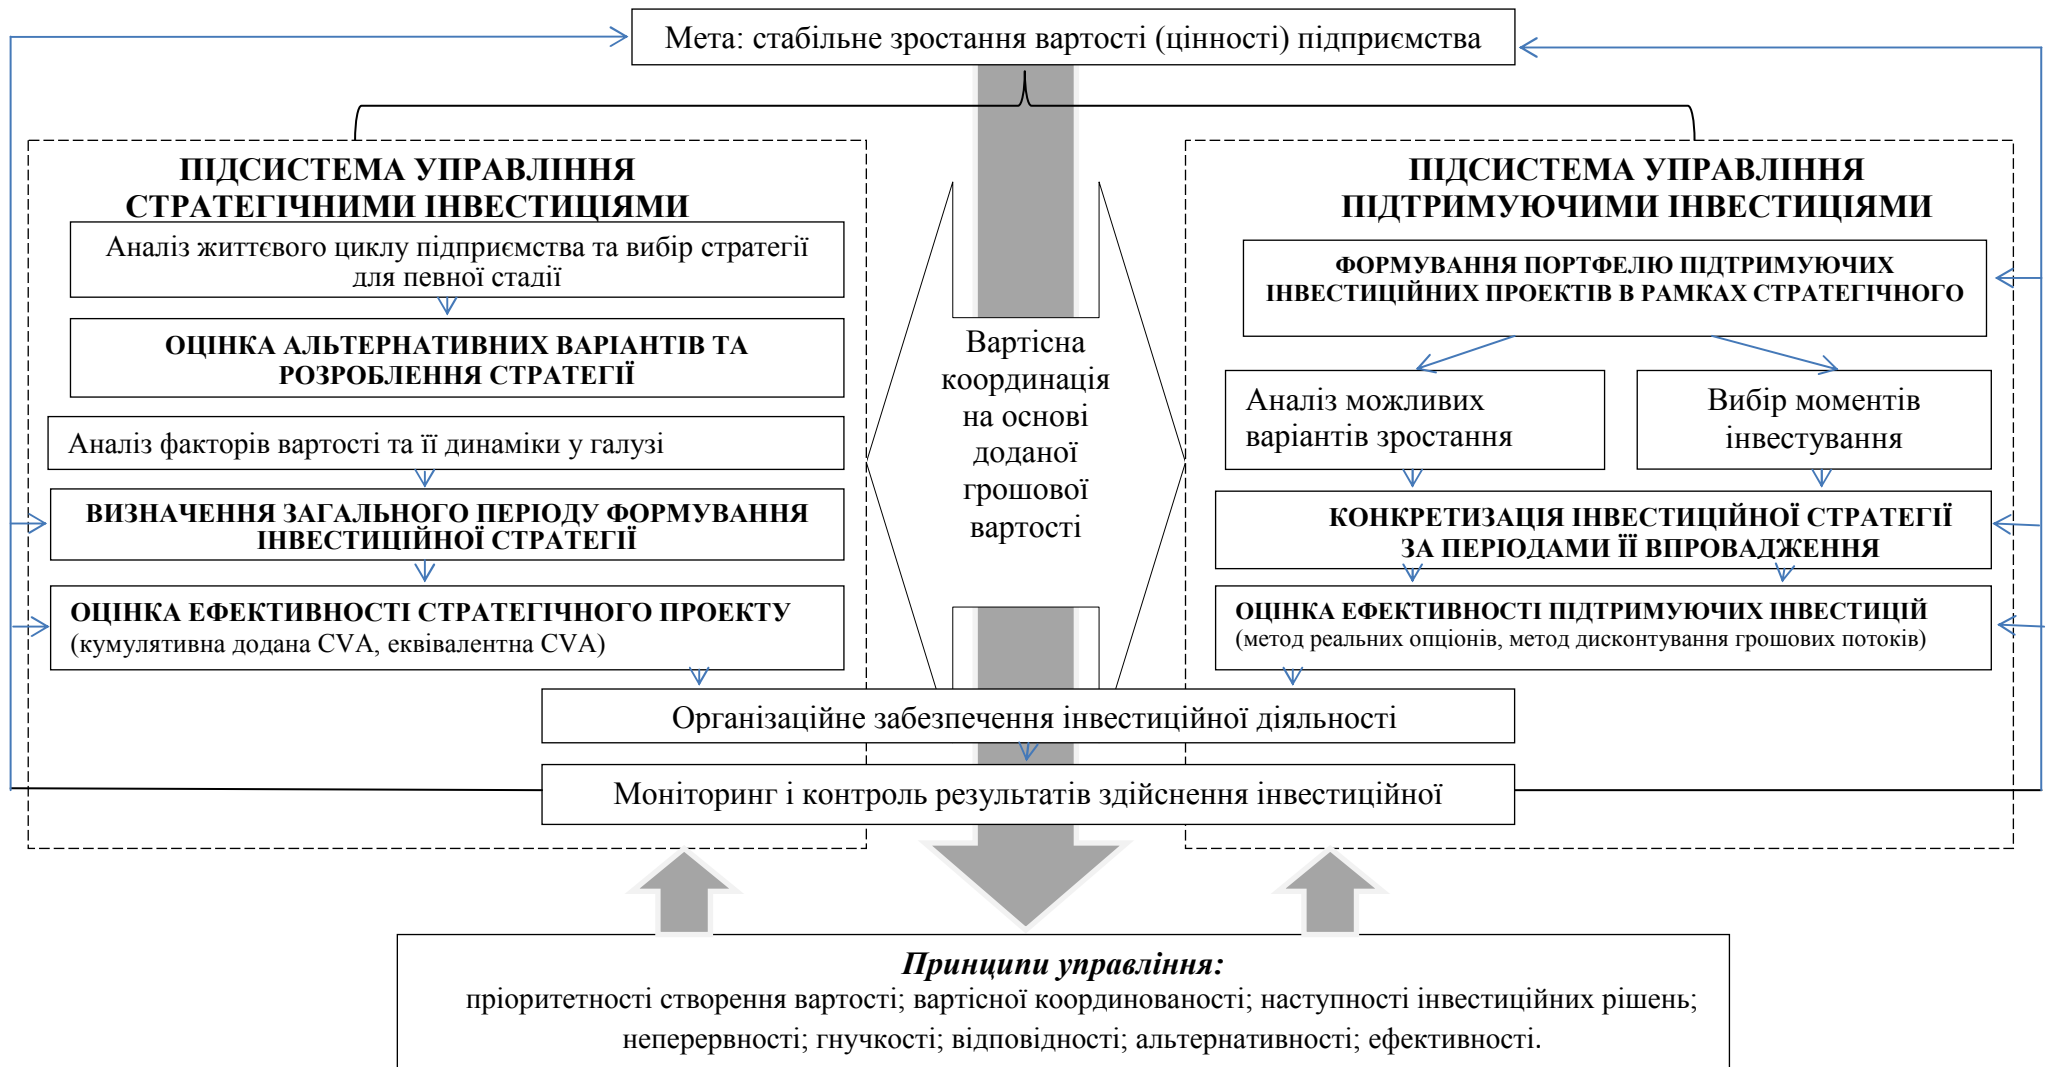 Мета: стабільне зростання вартості (цінності) підприємства
ПІДСИСТЕМА УПРАВЛІННЯ
СТРАТЕГІЧНИМИ ІНВЕСТИЦІЯМИ
Аналіз життєвого циклу підприємства та вибір стратегії
для певної стадії
ОЦІНКА АЛЬТЕРНАТИВНИХ ВАРІАНТІВ ТА
РОЗРОБЛЕННЯ СТРАТЕГІЇ
Аналіз факторів вартості та її динаміки у галузі
ВИЗНАЧЕННЯ ЗАГАЛЬНОГО ПЕРІОДУ ФОРМУВАННЯ
ІНВЕСТИЦІЙНОЇ СТРАТЕГІЇ
ОЦІНКА ЕФЕКТИВНОСТІ СТРАТЕГІЧНОГО ПРОЕКТУ
(кумулятивна додана CVA, еквівалентна CVA)
Вартісна
координація
на основі
доданої
грошової
вартості
ПІДСИСТЕМА УПРАВЛІННЯ
ПІДТРИМУЮЧИМИ ІНВЕСТИЦІЯМИ
ФОРМУВАННЯ ПОРТФЕЛЮ ПІДТРИМУЮЧИХ
ІНВЕСТИЦІЙНИХ ПРОЕКТІВ В РАМКАХ СТРАТЕГІЧНОГО
Аналіз можливих
варіантів зростання
Вибір моментів
інвестування
КОНКРЕТИЗАЦІЯ ІНВЕСТИЦІЙНОЇ СТРАТЕГІЇ
ЗА ПЕРІОДАМИ ЇЇ ВПРОВАДЖЕННЯ
ОЦІНКА ЕФЕКТИВНОСТІ ПІДТРИМУЮЧИХ ІНВЕСТИЦІЙ
(метод реальних опціонів, метод дисконтування грошових потоків)
Організаційне забезпечення інвестиційної діяльності
Моніторинг і контроль результатів здійснення інвестиційної
Принципи управління:
пріоритетності створення вартості; вартісної координованості; наступності інвестиційних рішень;
неперервності; гнучкості; відповідності; альтернативності; ефективності.